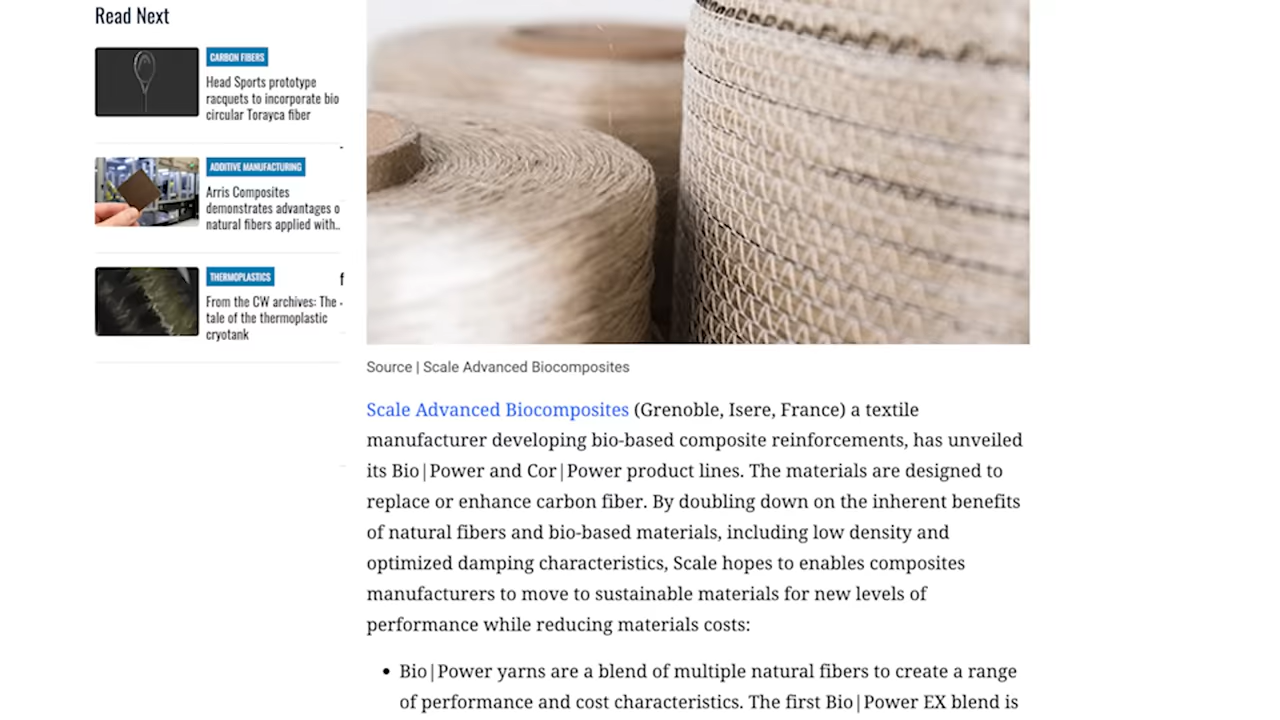 Read Next
CARBON FIBERS
Head Sports prototype
racquets to incorporate bio
circular Torayca fiber
ADDITIVE MANUFACTURING
Arris Composites
demonstrates advantages o
natural fibers applied with..
THERMOPLASTICS
From the CW archives: The
tale of the thermoplastic
cryotank
f
Source | Scale Advanced Biocomposites
Scale Advanced Biocomposites (Grenoble, Isere, France) a textile
manufacturer developing bio-based composite reinforcements, has unveiled
its Bio|Power and Cor|Power product lines. The materials are designed to
replace or enhance carbon fiber. By doubling down on the inherent benefits
of natural fibers and bio-based materials, including low density and
optimized damping characteristics, Scale hopes to enables composites
manufacturers to move to sustainable materials for new levels of
performance while reducing materials costs:
• Bio|Power yarns are a blend of multiple natural fibers to create a range
of performance and cost characteristics. The first Bio|Power EX blend is